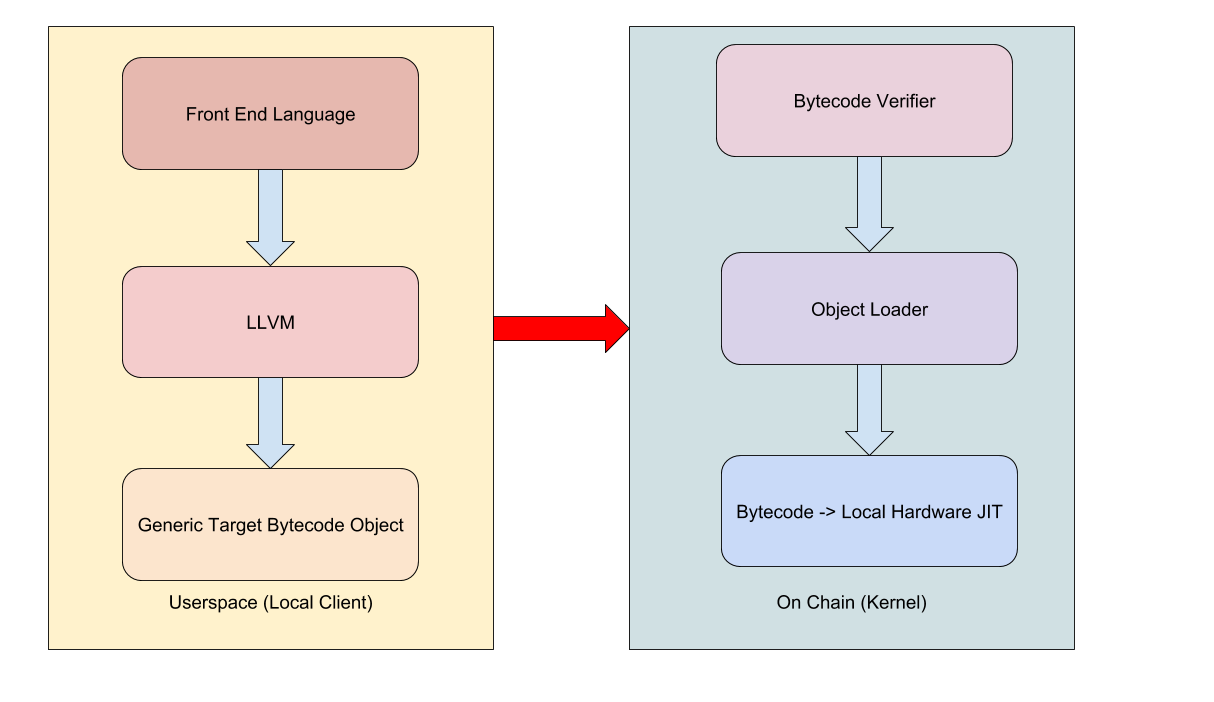 Front End Language
LLVM
Generic Target Bytecode Object
Userspace (Local Client)
Bytecode Verifier
Object Loader
Bytecode -> Local Hardware JIT
On Chain (Kernel)